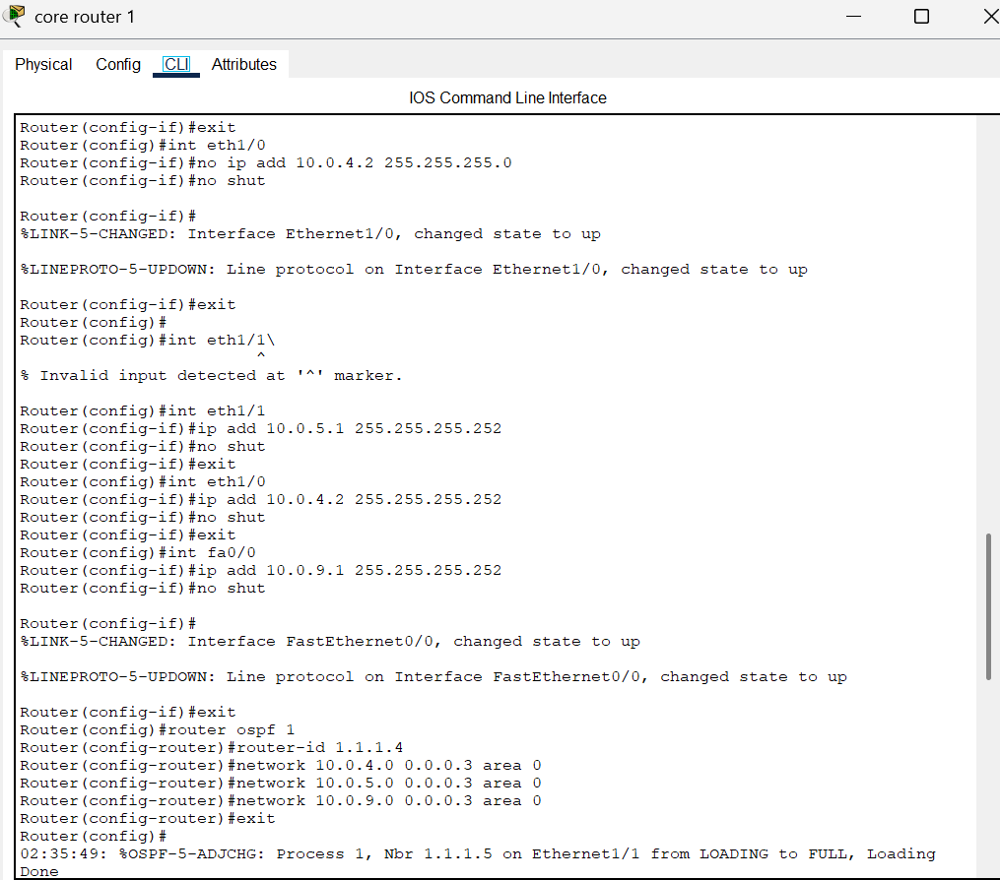 core router 1
Physical Config CLI Attributes
IOS Command Line Interface
Router(config-if)#exit
Router(config)#int eth1/0
Router(config-if)#no ip add 10.0.4.2 255.255.255.0
Router(config-if)#no shut
Router(config-if)#
%LINK-5-CHANGED: Interface Ethernet1/0, changed state to up
%LINEPROTO-5-UPDOWN: Line protocol on Interface Ethernet1/0, changed state to up
Router(config-if)#exit
Router(config)#
Router(config)#int eth1/1\
^
% Invalid input detected at '^' marker.
Router(config)#int eth1/1
Router(config-if)#ip add 10.0.5.1 255.255.255.252
Router(config-if)#no shut
Router(config-if)#exit
Router(config)#int eth1/0
Router(config-if)#ip add 10.0.4.2 255.255.255.252
Router(config-if)#no shut
Router(config-if)#exit
Router(config)#int fa0/0
Router(config-if)#ip add 10.0.9.1 255.255.255.252
Router(config-if)#no shut
Router(config-if)#
%LINK-5-CHANGED: Interface FastEthernet0/0, changed state to up
%LINEPROTO-5-UPDOWN: Line protocol on Interface FastEthernet0/0, changed state to up
Router(config-if)#exit
Router(config)#router ospf 1
Router(config-router)#router-id 1.1.1.4
Router(config-router)#network 10.0.4.0 0.0.0.3 area 0
Router(config-router)#network 10.0.5.0 0.0.0.3 area 0
Router(config-router)#network 10.0.9.0 0.0.0.3 area 0
Router(config-router)#exit
Router(config)#
02:35:49: %OSPF-5-ADJCHG: Process 1, Nbr 1.1.1.5 on Ethernet1/1 from LOADING to FULL, Loading
Done